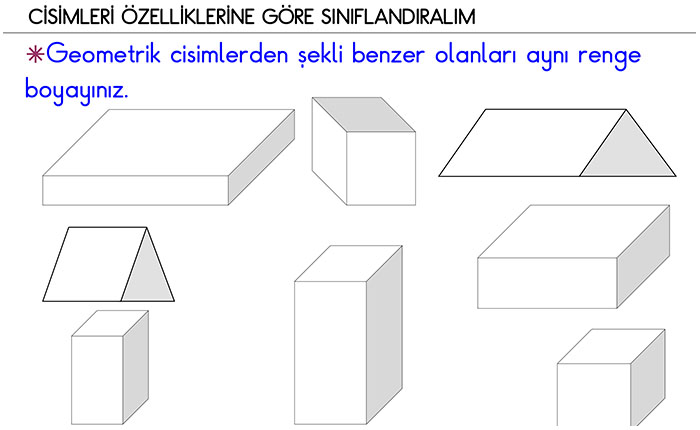 CİSİMLERİ ÖZELLİKLERİNE GÖRE SINIFLANDIRALIM
✳Geometrik cisimlerden şekli benzer olanları aynı renge
boyayınız.